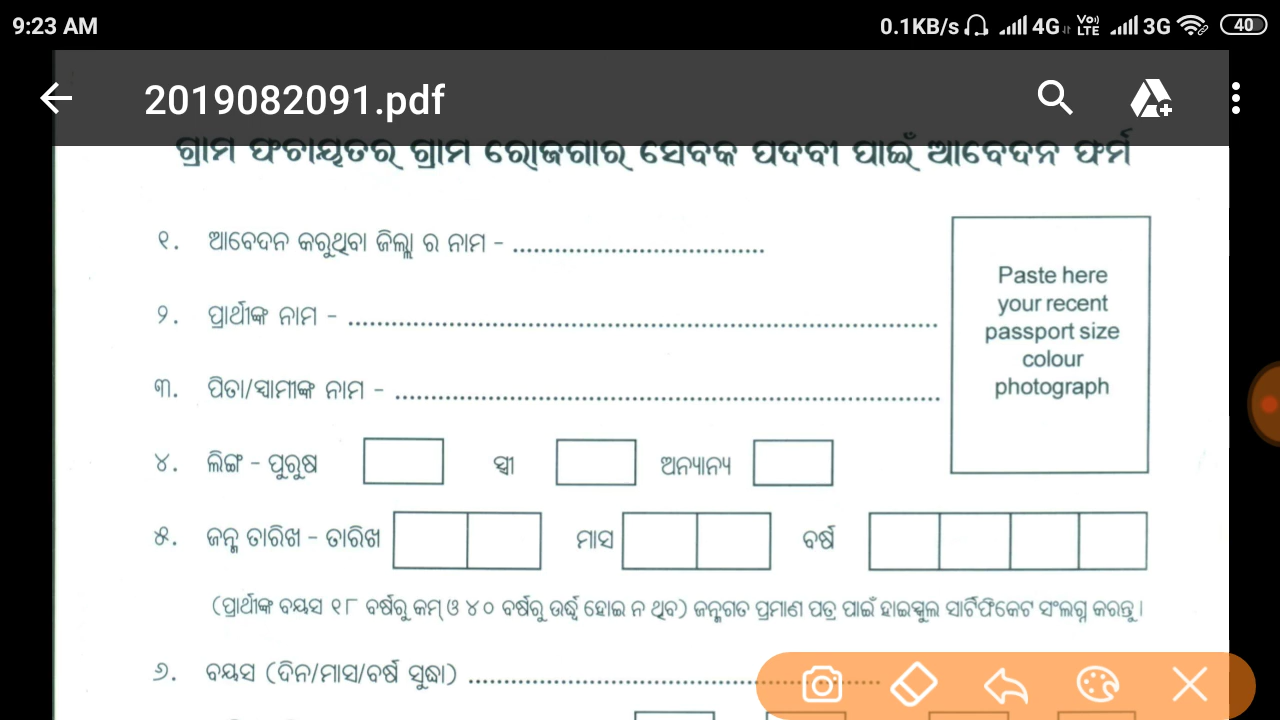 9:23 AM 0.1KB/s 4G VoLTE 3G 40
2019082091.pdf
ଗ୍ରାମ ଫଚାୟତର ଗ୍ରାମ ରୋଜଗାର ସେବକ ପଦବୀ ପାଇଁ ଆବେଦନ ଫର୍ମ
୧. ଆବେଦନ କରୁଥିବା ଜିଲ୍ଲା ର ନାମ - ....................................
Paste here
your recent
passport size
colour
photograph
୨. ପ୍ରାର୍ଥୀଙ୍କ ନାମ - ....................................................................................
୩. ପିତା/ସ୍ୱାମୀଙ୍କ ନାମ - ..............................................................................
୪. ଲିଙ୍ଗ - ପୁରୁଷ ସ୍ତ୍ରୀ ଅନ୍ୟାନ୍ୟ
୫. ଜନ୍ମ ତାରିଖ - ତାରିଖ ମାସ ବର୍ଷ
(ପ୍ରାର୍ଥୀଙ୍କ ବୟସ ୧୮ ବର୍ଷରୁ କମ୍ ଓ ୪୦ ବର୍ଷରୁ ଉର୍ଦ୍ଧ୍ୱ ହୋଇ ନ ଥିବ) ଜନ୍ମଗତ ପ୍ରମାଣ ପତ୍ର ପାଇଁ ହାଇସ୍କୁଲ ସାର୍ଟିଫିକେଟ ସଂଲଗ୍ନ କରନ୍ତୁ।
୬. ବୟସ (ଦିନ/ମାସ/ବର୍ଷ ସୁଦ୍ଧା) ............................................................